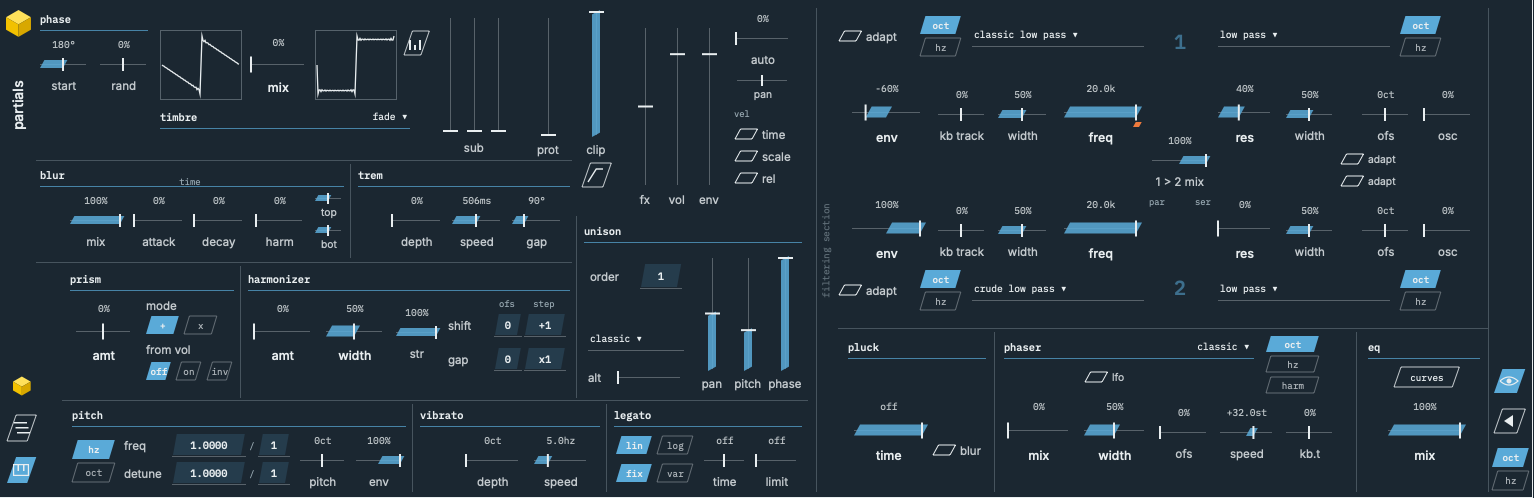 partials
phase
180° 0%
start rand
0%
mix
timbre fade ▼
sub prot clip
fx vol env
0%
auto
pan
vel
time
scale
rel
blur
time
100% 0% 0% 0%
mix attack decay harm
top
bot
trem
0% 506ms 90°
depth speed gap
unison
order 1
classic ▼
alt
pan pitch phase
prism
0%
amt
mode
+ x
from vol
off on inv
harmonizer
0% 50% 100%
amt width str
ofs step
shift 0 +1
gap 0 x1
pitch
hz
oct
freq 1.0000 / 1
detune 1.0000 / 1
0ct 100%
pitch env
vibrato
0ct 5.0hz
depth speed
legato
lin log
fix var
off off
time limit
filtering section
adapt
oct
hz
classic low pass ▼
1
low pass ▼
oct
hz
-60% 0% 50% 20.0k 40% 50% 0ct 0%
env kb track width freq res width ofs osc
100%
1 > 2 mix
par ser
adapt
adapt
100% 0% 50% 20.0k 0% 50% 0ct 0%
env kb track width freq res width ofs osc
adapt
oct
hz
crude low pass ▼
2
low pass ▼
oct
hz
pluck
off
time
blur
phaser classic ▼
oct
hz
harm
lfo
0% 50% 0% +32.0st 0%
mix width ofs speed kb.t
eq
curves
100%
mix
oct
hz